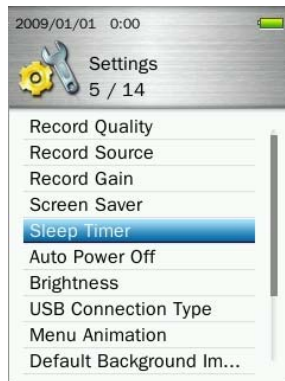 2009/01/01 0:00
Settings
5 / 14
Record Quality
Record Source
Record Gain
Screen Saver
Sleep Timer
Auto Power Off
Brightness
USB Connection Type
Menu Animation
Default Background Im...